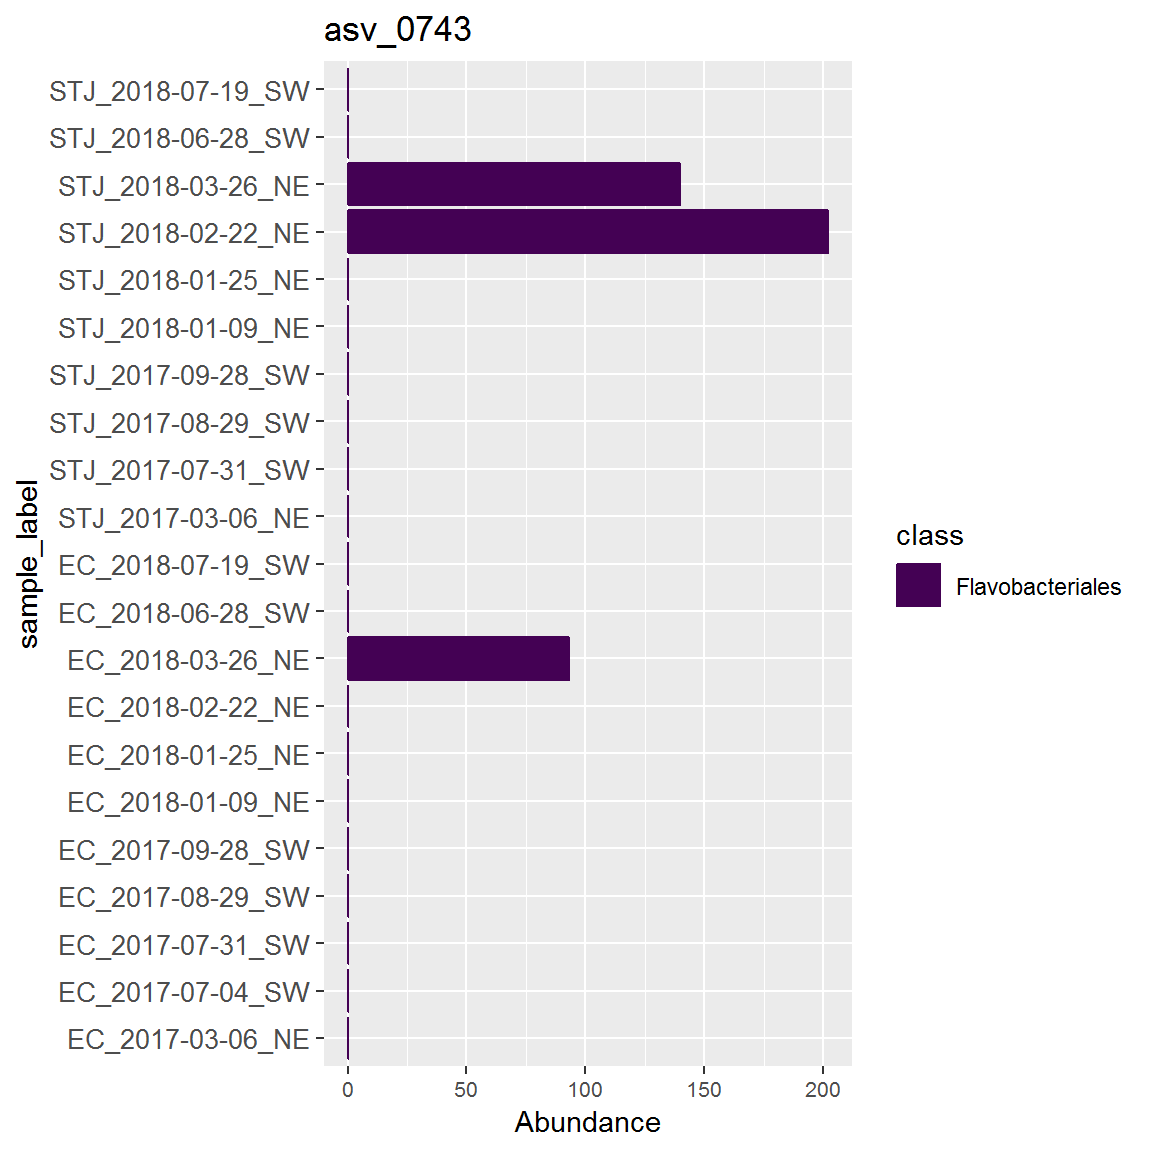 asv_0743
STJ_2018-07-19_SW
STJ_2018-06-28_SW
STJ_2018-03-26_NE
STJ_2018-02-22_NE
STJ_2018-01-25_NE
STJ_2018-01-09_NE
STJ_2017-09-28_SW
STJ_2017-08-29_SW
STJ_2017-07-31_SW
STJ_2017-03-06_NE
EC_2018-07-19_SW
EC_2018-06-28_SW
EC_2018-03-26_NE
EC_2018-02-22_NE
EC_2018-01-25_NE
EC_2018-01-09_NE
EC_2017-09-28_SW
EC_2017-08-29_SW
EC_2017-07-31_SW
EC_2017-07-04_SW
EC_2017-03-06_NE
sample_label
0 50 100 150 200
Abundance
class
Flavobacteriales